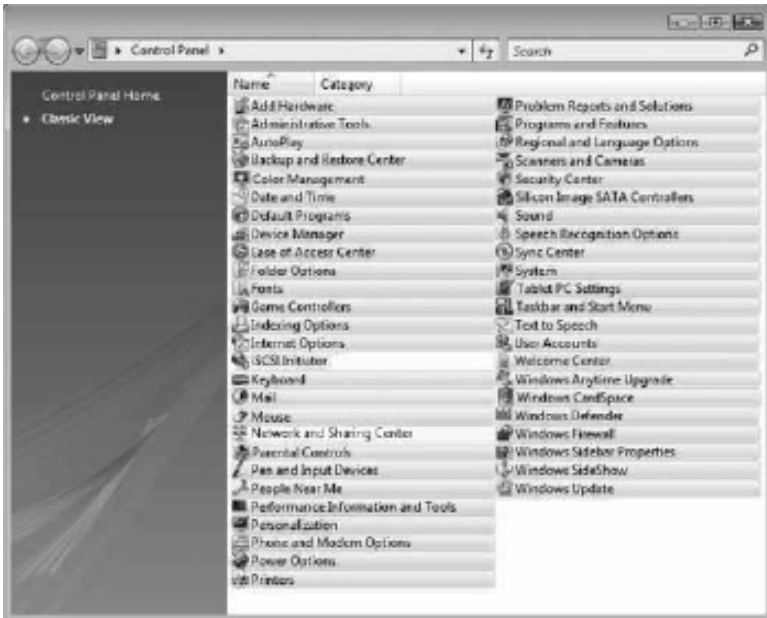 Control Panel
Search
Control Panel Home
Classic View
Name Category
Add Hardware
Administrative Tools
AutoPlay
Backup and Restore Center
Color Management
Date and Time
Default Programs
Device Manager
Ease of Access Center
Folder Options
Fonts
Game Controllers
Indexing Options
Internet Options
iSCSI Initiator
Keyboard
Mail
Mouse
Network and Sharing Center
Parental Controls
Pen and Input Devices
People Near Me
Performance Information and Tools
Personalization
Phone and Modem Options
Power Options
Printers
Problem Reports and Solutions
Programs and Features
Regional and Language Options
Scanners and Cameras
Security Center
Silicon Image SATA Controllers
Sound
Speech Recognition Options
Sync Center
System
Tablet PC Settings
Taskbar and Start Menu
Text to Speech
User Accounts
Welcome Center
Windows Anytime Upgrade
Windows CardSpace
Windows Defender
Windows Firewall
Windows Sidebar Properties
Windows SideShow
Windows Update